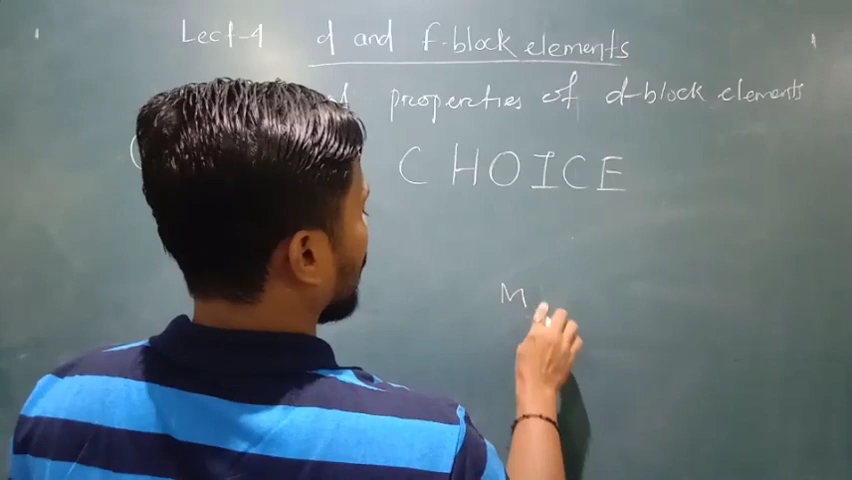 Lect-4 d and f-block elements
properties of d-block elements
CHOICE
M